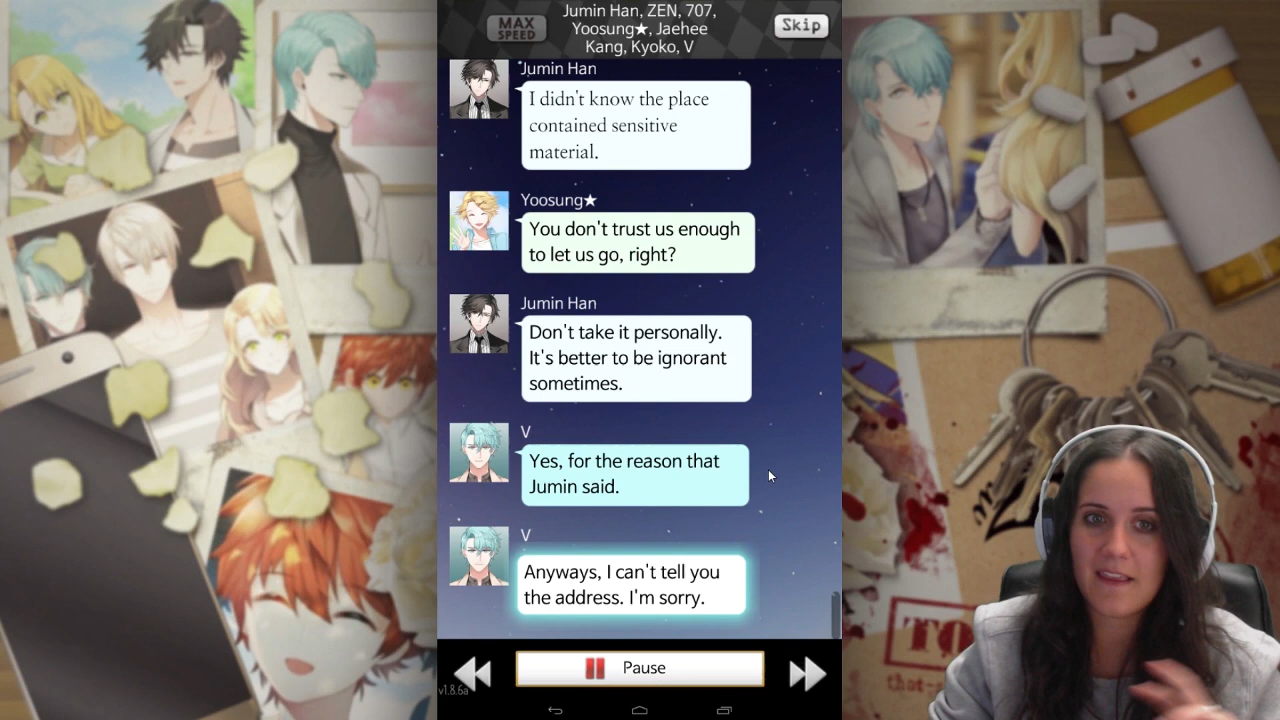 MAX
SPEED
Jumin Han, ZEN, 707,
Yoosung★, Jaehee
Kang, Kyoko, V
Skip
Jumin Han
I didn't know the place
contained sensitive
material.
Yoosung★
You don't trust us enough
to let us go, right?
Jumin Han
Don't take it personally.
It's better to be ignorant
sometimes.
V
Yes, for the reason that
Jumin said.
V
Anyways, I can't tell you
the address. I'm sorry.
Pause
v1.8.6a